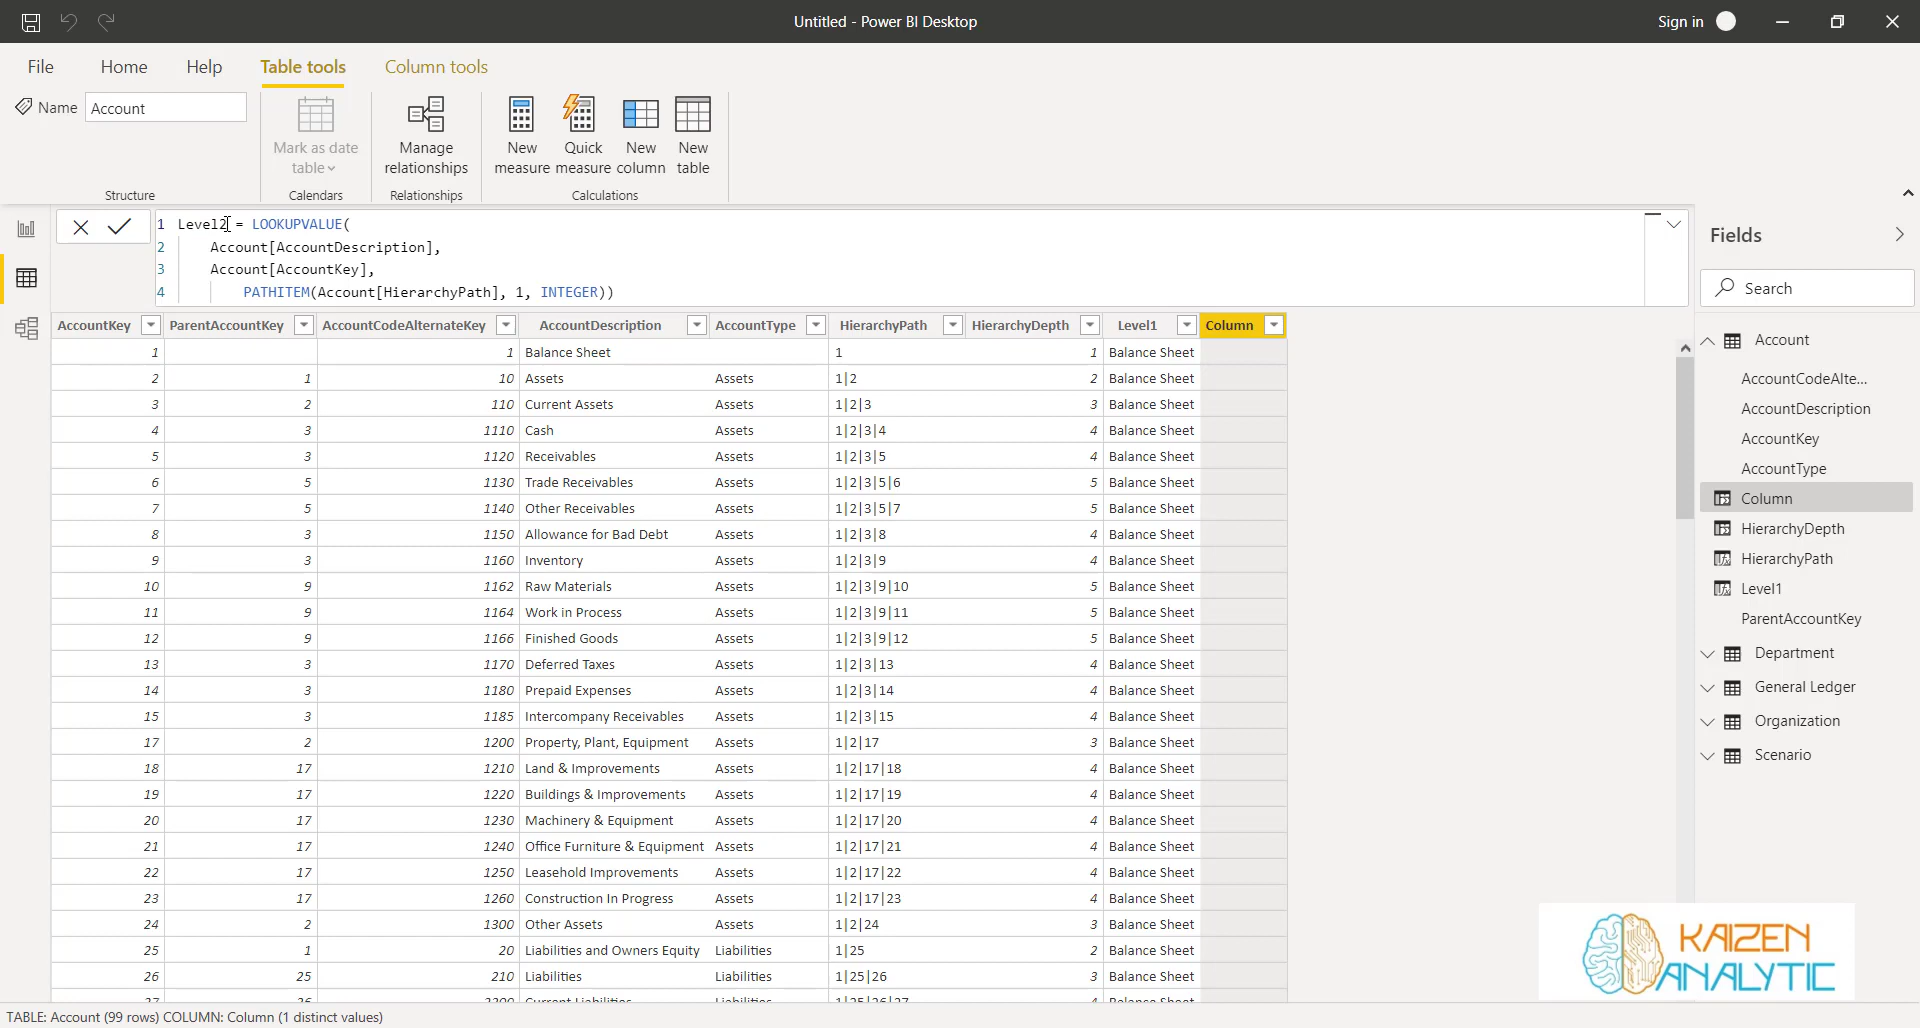 Untitled - Power BI Desktop
Sign in
File Home Help Table tools Column tools
Name Account
Mark as date table
Manage relationships
New measure
Quick measure
New column
New table
Structure Calendars Relationships Calculations
1 Level2 = LOOKUPVALUE(
2 Account[AccountDescription],
3 Account[AccountKey],
4 PATHITEM(Account[HierarchyPath], 1, INTEGER))
AccountKey ParentAccountKey AccountCodeAlternateKey AccountDescription AccountType HierarchyPath HierarchyDepth Level1 Column
1 1 Balance Sheet 1 1 Balance Sheet
2 1 10 Assets Assets 1|2 2 Balance Sheet
3 2 110 Current Assets Assets 1|2|3 3 Balance Sheet
4 3 1110 Cash Assets 1|2|3|4 4 Balance Sheet
5 3 1120 Receivables Assets 1|2|3|5 4 Balance Sheet
6 5 1130 Trade Receivables Assets 1|2|3|5|6 5 Balance Sheet
7 5 1140 Other Receivables Assets 1|2|3|5|7 5 Balance Sheet
8 3 1150 Allowance for Bad Debt Assets 1|2|3|8 4 Balance Sheet
9 3 1160 Inventory Assets 1|2|3|9 4 Balance Sheet
10 9 1162 Raw Materials Assets 1|2|3|9|10 5 Balance Sheet
11 9 1164 Work in Process Assets 1|2|3|9|11 5 Balance Sheet
12 9 1166 Finished Goods Assets 1|2|3|9|12 5 Balance Sheet
13 3 1170 Deferred Taxes Assets 1|2|3|13 4 Balance Sheet
14 3 1180 Prepaid Expenses Assets 1|2|3|14 4 Balance Sheet
15 3 1185 Intercompany Receivables Assets 1|2|3|15 4 Balance Sheet
17 2 1200 Property, Plant, Equipment Assets 1|2|17 3 Balance Sheet
18 17 1210 Land & Improvements Assets 1|2|17|18 4 Balance Sheet
19 17 1220 Buildings & Improvements Assets 1|2|17|19 4 Balance Sheet
20 17 1230 Machinery & Equipment Assets 1|2|17|20 4 Balance Sheet
21 17 1240 Office Furniture & Equipment Assets 1|2|17|21 4 Balance Sheet
22 17 1250 Leasehold Improvements Assets 1|2|17|22 4 Balance Sheet
23 17 1260 Construction In Progress Assets 1|2|17|23 4 Balance Sheet
24 2 1300 Other Assets Assets 1|2|24 3 Balance Sheet
25 1 20 Liabilities and Owners Equity Liabilities 1|25 2 Balance Sheet
26 25 210 Liabilities Liabilities 1|25|26 3 Balance Sheet
Fields
Search
Account
AccountCodeAlte...
AccountDescription
AccountKey
AccountType
Column
HierarchyDepth
HierarchyPath
Level1
ParentAccountKey
Department
General Ledger
Organization
Scenario
KAIZEN
ANALYTIC
TABLE: Account (99 rows) COLUMN: Column (1 distinct values)